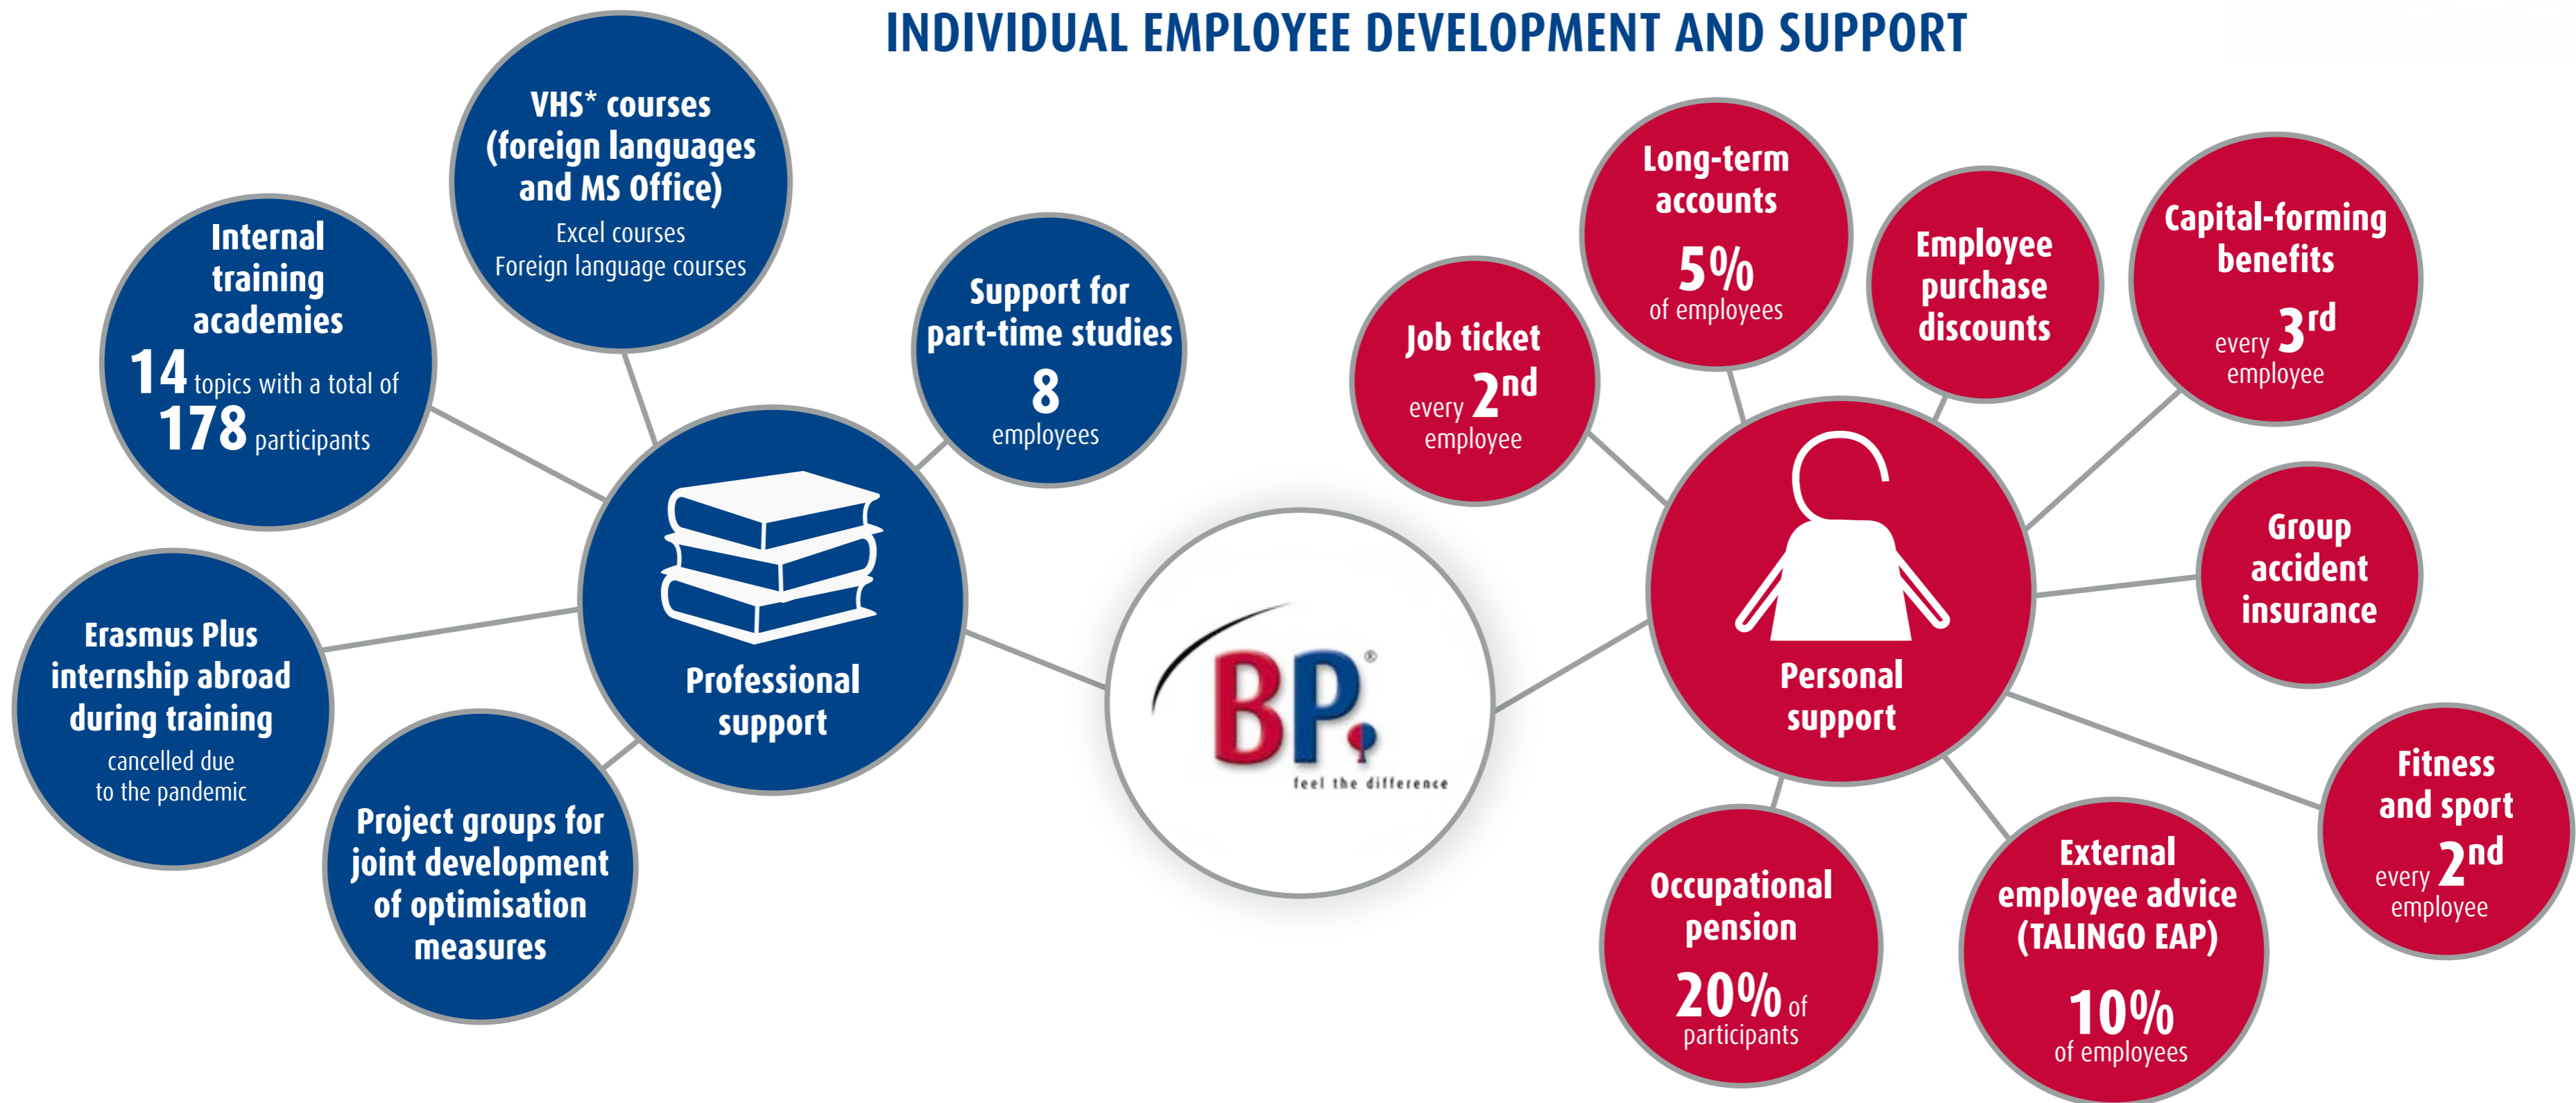 INDIVIDUAL EMPLOYEE DEVELOPMENT AND SUPPORT
VHS* courses
(foreign languages
and MS Office)
Excel courses
Foreign language courses
Internal
training
academies
14 topics with a total of
178 participants
Support for
part-time studies
8
employees
Erasmus Plus
internship abroad
during training
cancelled due
to the pandemic
Project groups for
joint development
of optimisation
measures
Professional
support
BP®
feel the difference
Job ticket
every 2nd
employee
Long-term
accounts
5%
of employees
Employee
purchase
discounts
Capital-forming
benefits
every 3rd
employee
Group
accident
insurance
Personal
support
Fitness
and sport
every 2nd
employee
External
employee advice
(TALINGO EAP)
10%
of employees
Occupational
pension
20% of
participants